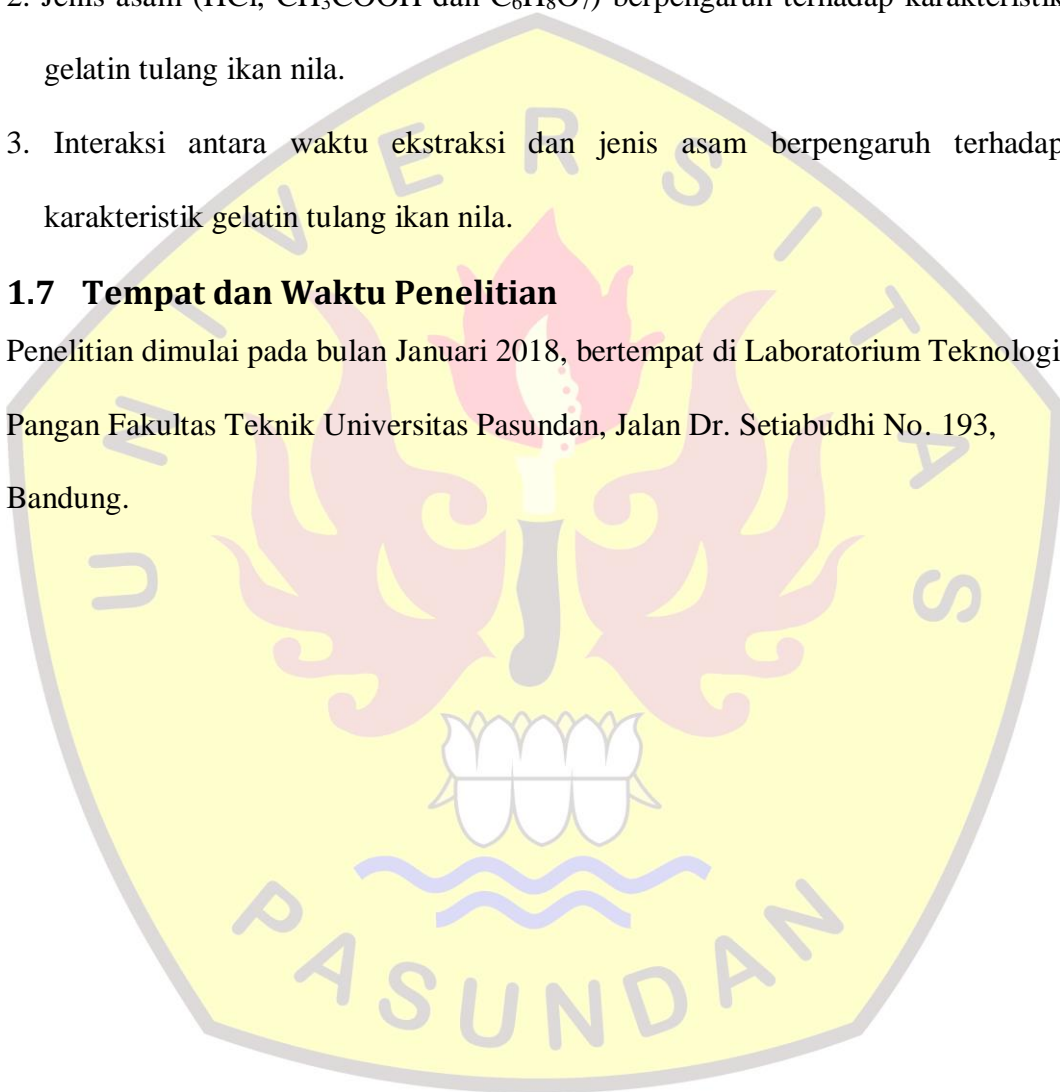 2. Jenis asam (HCl, CH₃COOH dan C₆H₈O₇) berpengaruh terhadap karakteristik
gelatin tulang ikan nila.
3. Interaksi antara waktu ekstraksi dan jenis asam berpengaruh terhadap
karakteristik gelatin tulang ikan nila.
1.7 Tempat dan Waktu Penelitian
Penelitian dimulai pada bulan Januari 2018, bertempat di Laboratorium Teknologi
Pangan Fakultas Teknik Universitas Pasundan, Jalan Dr. Setiabudhi No. 193,
Bandung.
UNIVERSITAS
PASUNDAN